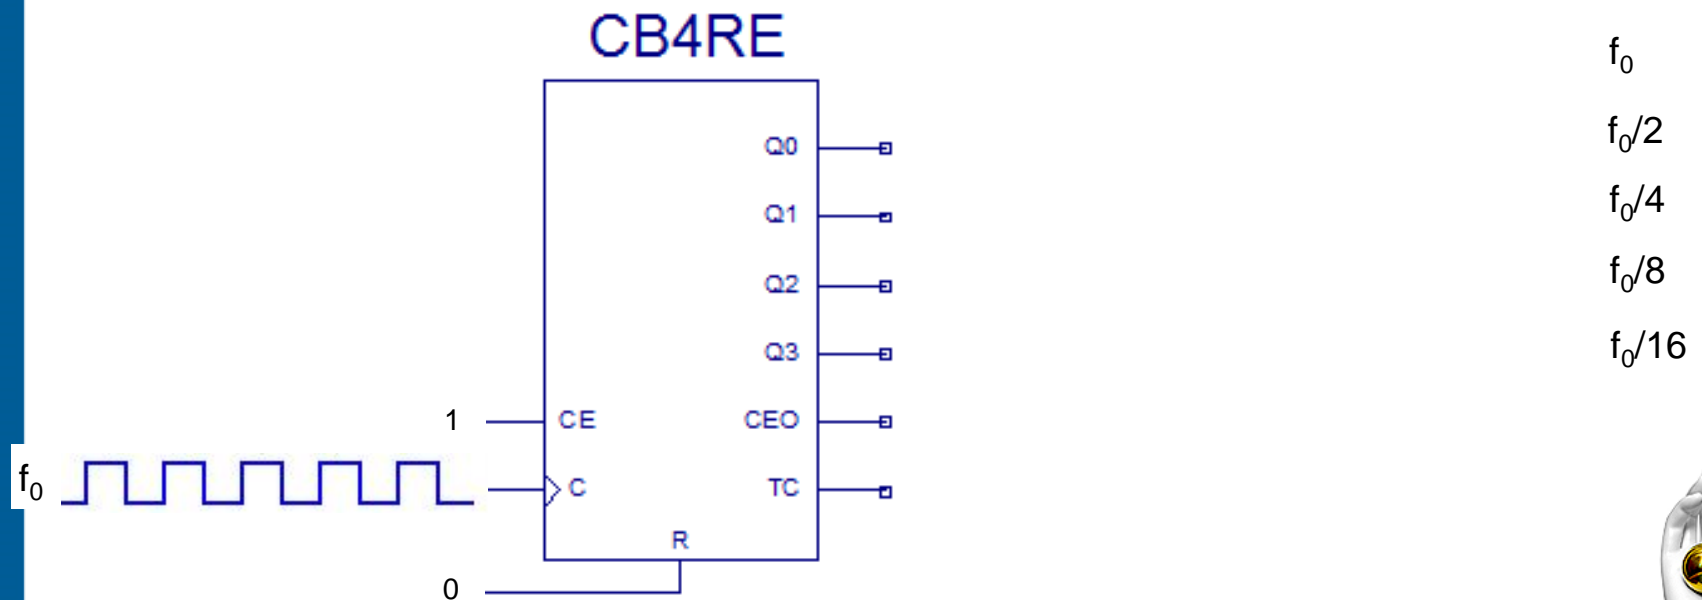 CB4RE
Q0
Q1
Q2
Q3
1 CE CEO
f₀ C TC
R
0
f₀
f₀/2
f₀/4
f₀/8
f₀/16